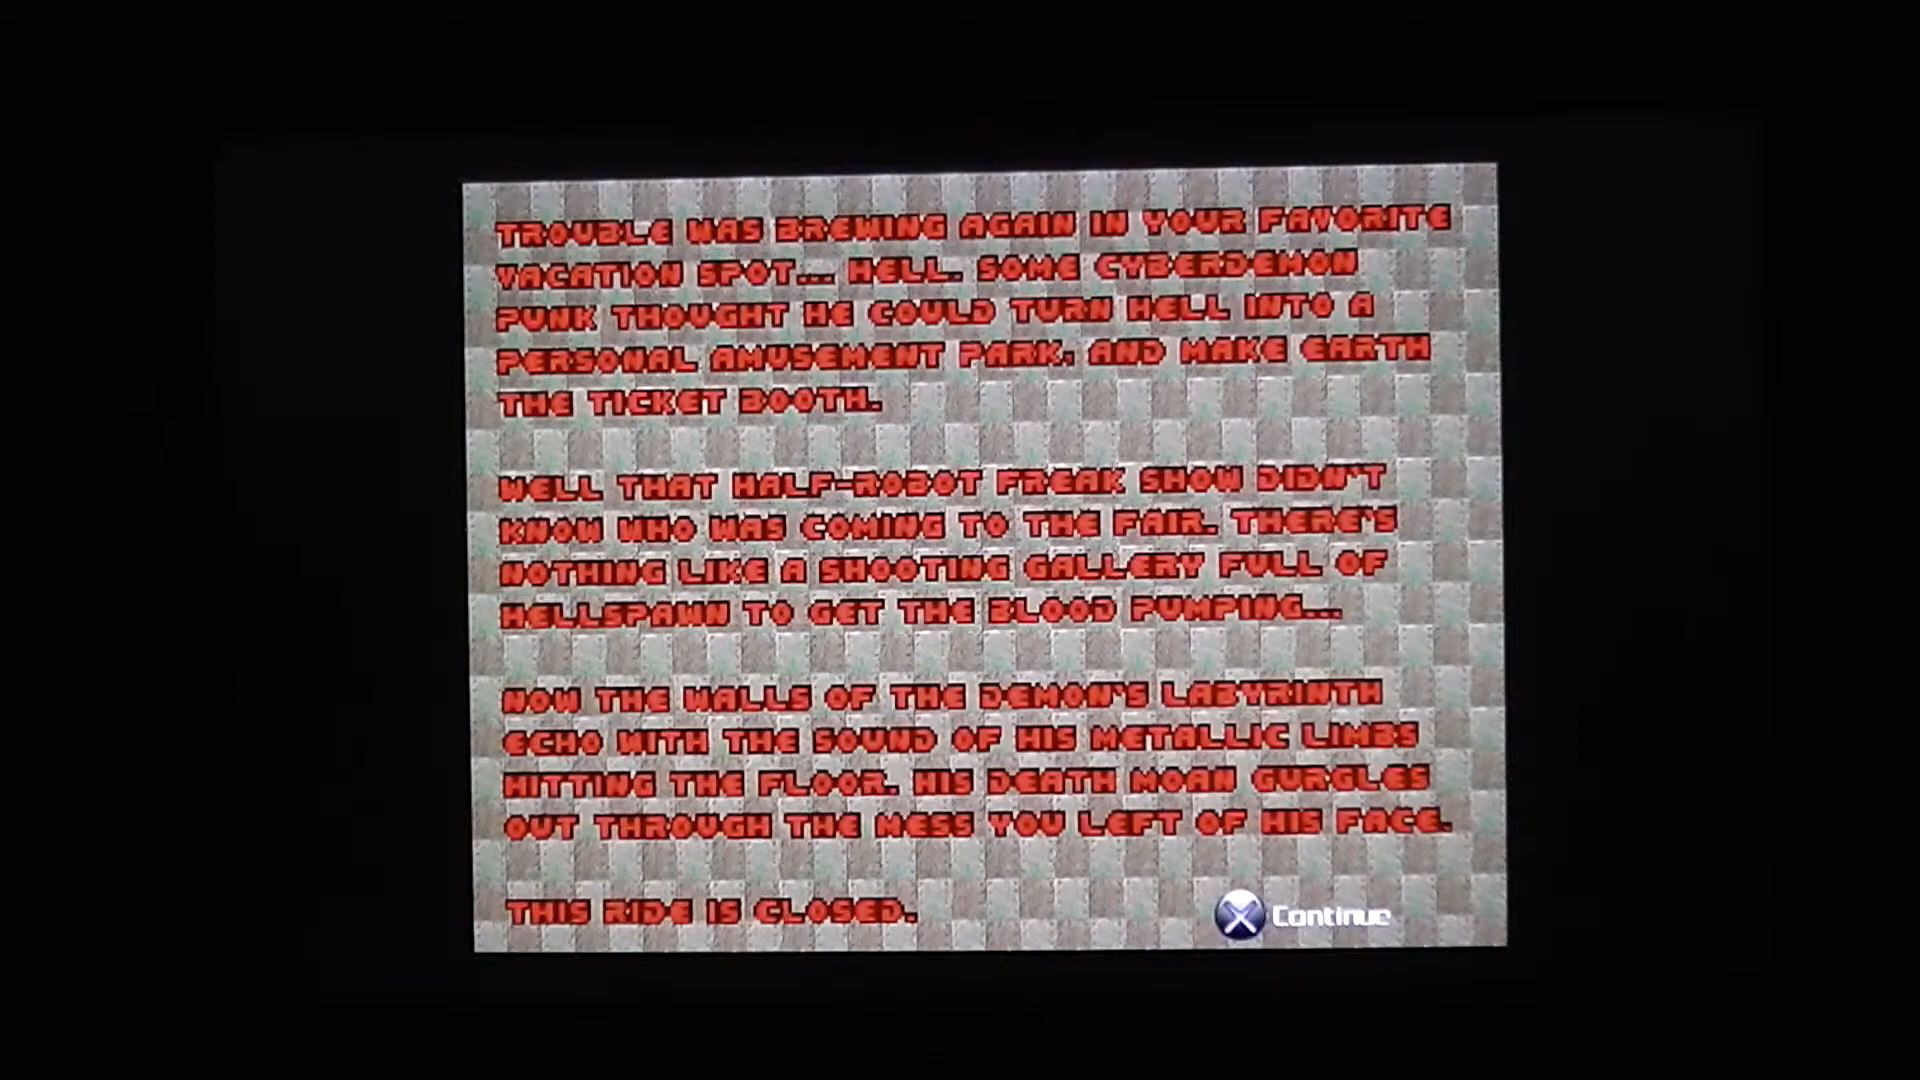 TROUBLE WAS BREWING AGAIN IN YOUR FAVORITE
VACATION SPOT... HELL. SOME CYBERDEMON
PUNK THOUGHT HE COULD TURN HELL INTO A
PERSONAL AMUSEMENT PARK, AND MAKE EARTH
THE TICKET BOOTH.
WELL THAT HALF-ROBOT FREAK SHOW DIDN'T
KNOW WHO WAS COMING TO THE FAIR. THERE'S
NOTHING LIKE A SHOOTING GALLERY FULL OF
HELLSPAWN TO GET THE BLOOD PUMPING...
NOW THE WALLS OF THE DEMON'S LABYRINTH
ECHO WITH THE SOUND OF HIS METALLIC LIMBS
HITTING THE FLOOR. HIS DEATH MOAN GURGLES
OUT THROUGH THE MESS YOU LEFT OF HIS FACE.
THIS RIDE IS CLOSED.
Continue